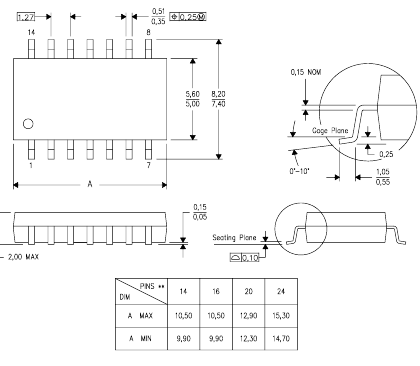 1,27
0,51
0,35
⌖ 0,25 Ⓜ
14
8
0,15 NOM
5,60
5,00
8,20
7,40
Gage Plane
0,25
1
7
0°-10°
1,05
0,55
A
0,15
0,05
Seating Plane
2,00 MAX
⌓ 0,10
PINS **
DIM
14 16 20 24
A MAX 10,50 10,50 12,90 15,30
A MIN 9,90 9,90 12,30 14,70